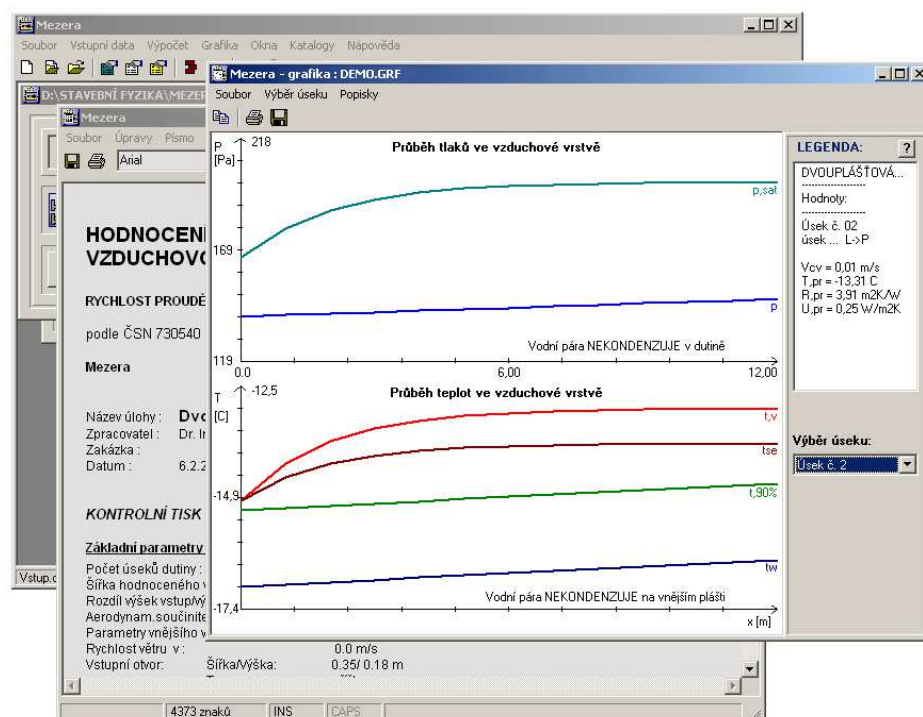 Mezera
Soubor Vstupní data Výpočet Grafika Okna Katalogy Nápověda
D:\STAVEBNÍ FYZIKA\MEZER
Mezera
Soubor Úpravy Písmo
Arial
HODNOCENI
VZDUCHOVO
RYCHLOST PROUDĚ
podle ČSN 730540
Mezera
Název úlohy : Dvo
Zpracovatel : Dr. In
Zakázka :
Datum : 6.2.2
KONTROLNÍ TISK
Základní parametry
Počet úseků dutiny :
Šířka hodnoceného v
Rozdíl výšek vstup/vý
Aerodynam.součinite
Parametry vnějšího v
Rychlost větru v : 0.0 m/s
Vstupní otvor: Šířka/Výška: 0.35/ 0.18 m
4373 znaků INS CAPS
Vstup.d
Mezera - grafika : DEMO.GRF
Soubor Výběr úseku Popisky
P
[Pa]
218
Průběh tlaků ve vzduchové vrstvě
p,sat
169
p
Vodní pára NEKONDENZUJE v dutině
119
0.0 6,00 12,00
T
[C]
-12,5
Průběh teplot ve vzduchové vrstvě
t,v
tse
-14,9
t,90%
tw
Vodní pára NEKONDENZUJE na vnějším plášti
-17,4
x [m]
LEGENDA: ?
DVOUPLÁŠŤOVÁ...
------------------
Hodnoty:
------------------
Úsek č. 02
úsek ... L->P
Vcv = 0,01 m/s
T,pr = -13,31 C
R,pr = 3,91 m2K/W
U,pr = 0,25 W/m2K
Výběr úseku:
Úsek č. 2